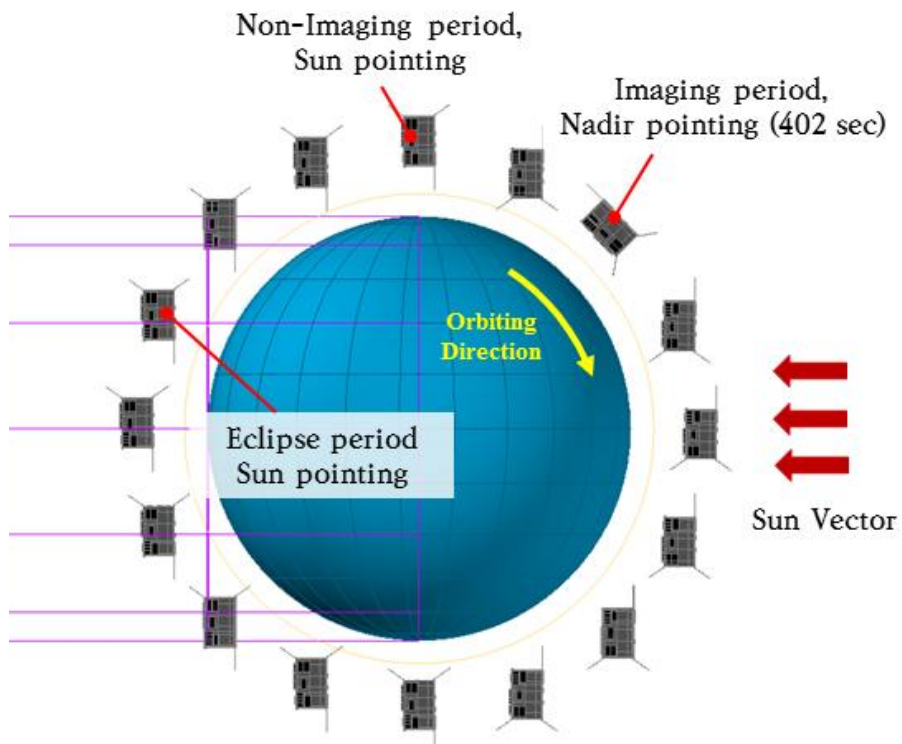 Non-Imaging period,
Sun pointing
Imaging period,
Nadir pointing (402 sec)
Orbiting
Direction
Eclipse period
Sun pointing
Sun Vector